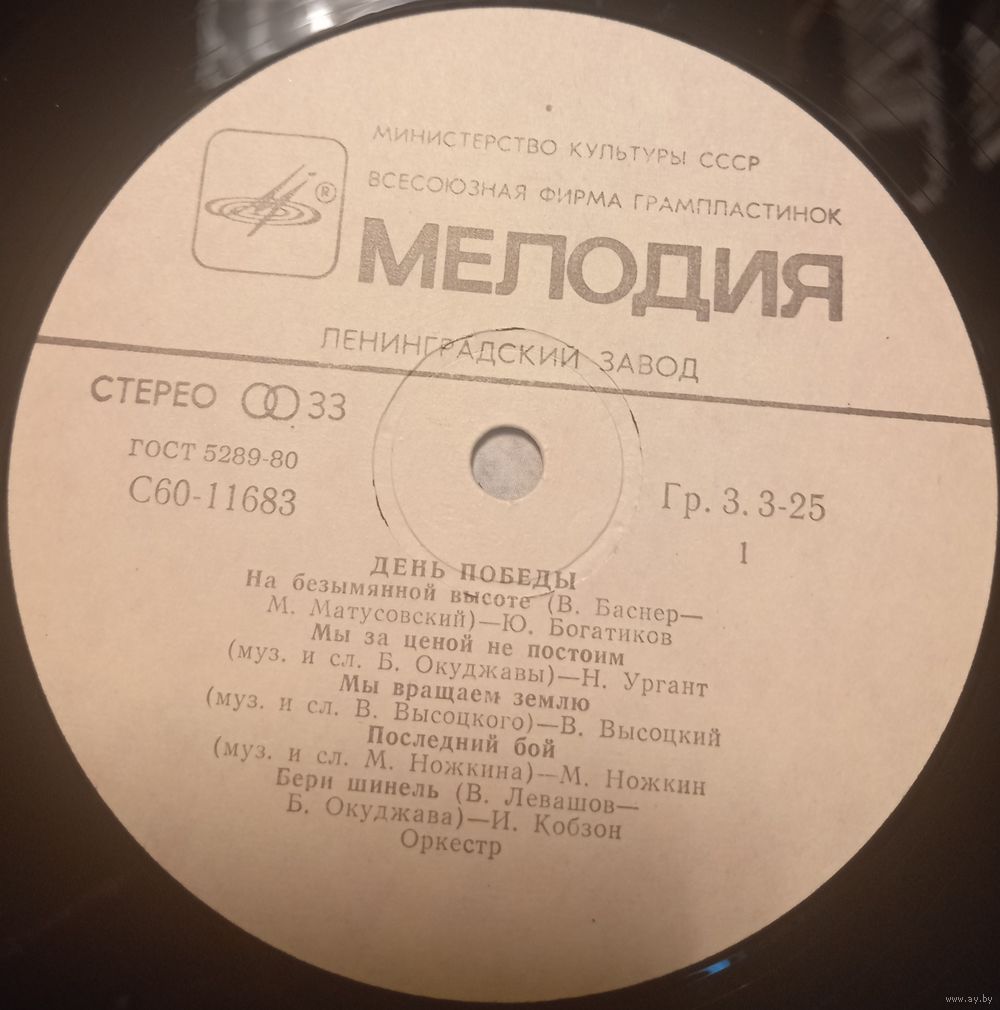 МИНИСТЕРСТВО КУЛЬТУРЫ СССР
ВСЕСОЮЗНАЯ ФИРМА ГРАМПЛАСТИНОК
®
МЕЛОДИЯ
ЛЕНИНГРАДСКИЙ ЗАВОД
СТЕРЕО 33
ГОСТ 5289-80
С60-11683
Гр. 3. 3-25
1
ДЕНЬ ПОБЕДЫ
На безымянной высоте (В. Баснер—
М. Матусовский)—Ю. Богатиков
Мы за ценой не постоим
(муз. и сл. Б. Окуджавы)—Н. Ургант
Мы вращаем землю
(муз. и сл. В. Высоцкого)—В. Высоцкий
Последний бой
(муз. и сл. М. Ножкина)—М. Ножкин
Бери шинель (В. Левашов—
Б. Окуджава)—И. Кобзон
Оркестр
www.ay.by